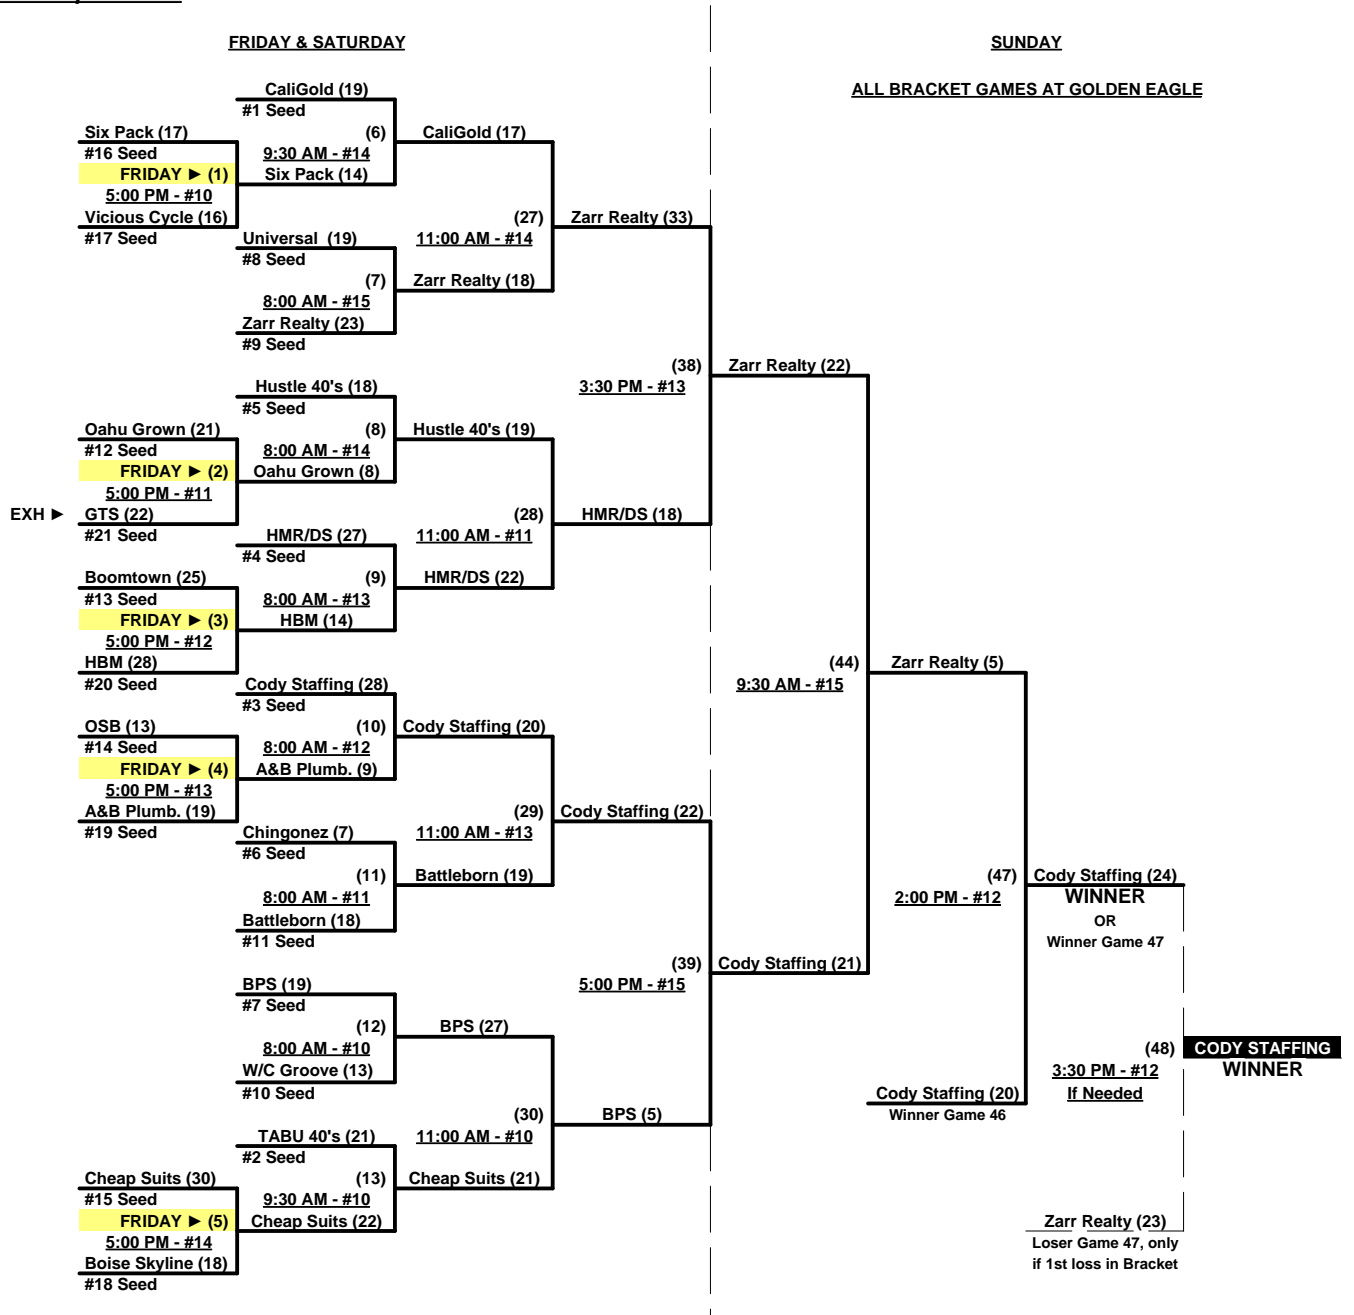 FRIDAY & SATURDAY
SUNDAY
ALL BRACKET GAMES AT GOLDEN EAGLE
CaliGold (19)
#1 Seed
Six Pack (17)
(6)
CaliGold (17)
#16 Seed
9:30 AM - #14
FRIDAY ► (1)
Six Pack (14)
5:00 PM - #10
Vicious Cycle (16)
(27)
Zarr Realty (33)
#17 Seed
Universal (19)
11:00 AM - #14
#8 Seed
(7)
Zarr Realty (18)
8:00 AM - #15
Zarr Realty (23)
#9 Seed
(38)
Zarr Realty (22)
3:30 PM - #13
Hustle 40's (18)
#5 Seed
Oahu Grown (21)
(8)
Hustle 40's (19)
#12 Seed
8:00 AM - #14
FRIDAY ► (2)
Oahu Grown (8)
5:00 PM - #11
EXH ►
GTS (22)
(28)
HMR/DS (18)
#21 Seed
HMR/DS (27)
11:00 AM - #11
#4 Seed
Boomtown (25)
(9)
HMR/DS (22)
#13 Seed
8:00 AM - #13
FRIDAY ► (3)
HBM (14)
5:00 PM - #12
HBM (28)
(44)
Zarr Realty (5)
#20 Seed
Cody Staffing (28)
9:30 AM - #15
#3 Seed
OSB (13)
(10)
Cody Staffing (20)
#14 Seed
8:00 AM - #12
FRIDAY ► (4)
A&B Plumb. (9)
5:00 PM - #13
A&B Plumb. (19)
(29)
Cody Staffing (22)
#19 Seed
Chingonez (7)
11:00 AM - #13
#6 Seed
(11)
Battleborn (19)
(47)
Cody Staffing (24)
8:00 AM - #11
2:00 PM - #12
WINNER
Battleborn (18)
OR
#11 Seed
Winner Game 47
(39)
Cody Staffing (21)
BPS (19)
5:00 PM - #15
#7 Seed
(12)
BPS (27)
8:00 AM - #10
(48)
CODY STAFFING
W/C Groove (13)
3:30 PM - #12
WINNER
#10 Seed
Cody Staffing (20)
If Needed
(30)
BPS (5)
Winner Game 46
TABU 40's (21)
11:00 AM - #10
#2 Seed
Cheap Suits (30)
(13)
Cheap Suits (21)
#15 Seed
9:30 AM - #10
FRIDAY ► (5)
Cheap Suits (22)
Zarr Realty (23)
5:00 PM - #14
Loser Game 47, only
Boise Skyline (18)
if 1st loss in Bracket
#18 Seed